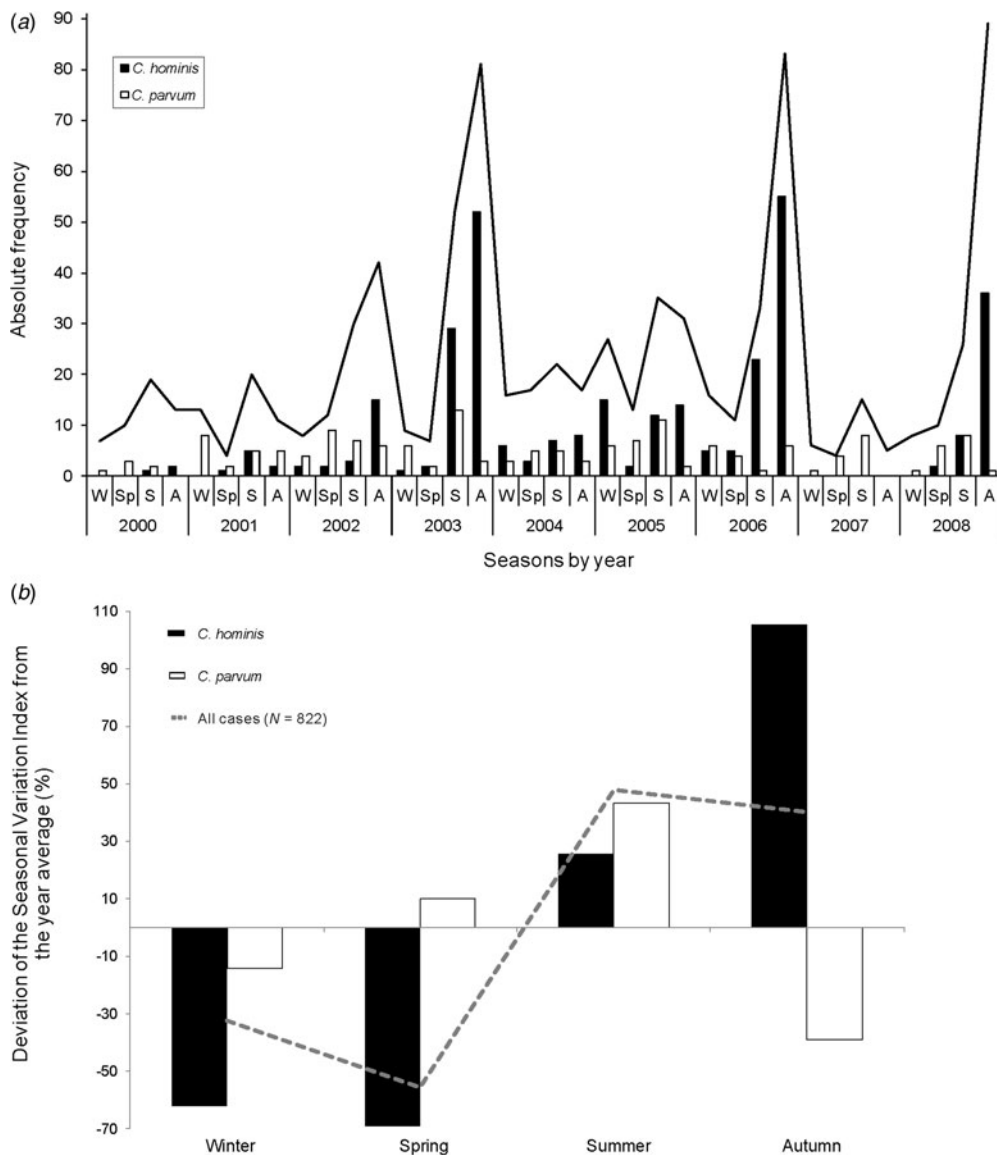 (a)
90
80
70
60
50
40
30
20
10
0
Absolute frequency
C. hominis
C. parvum
W Sp S A W Sp S A W Sp S A W Sp S A W Sp S A W Sp S A W Sp S A W Sp S A W Sp S A
2000 2001 2002 2003 2004 2005 2006 2007 2008
Seasons by year
(b)
110
90
70
50
30
10
-10
-30
-50
-70
Deviation of the Seasonal Variation Index from
the year average (%)
C. hominis
C. parvum
All cases (N = 822)
Winter Spring Summer Autumn